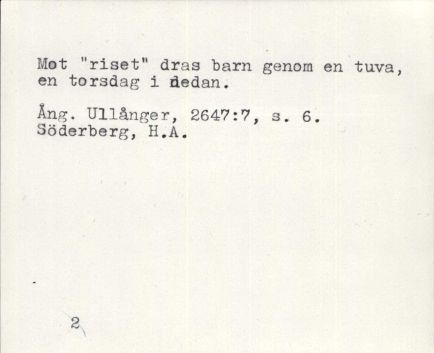 Mot "riset" dras barn genom en tuva,
en torsdag i nedan.
Ång. Ullånger, 2647:7, s. 6.
Söderberg, H.A.
2